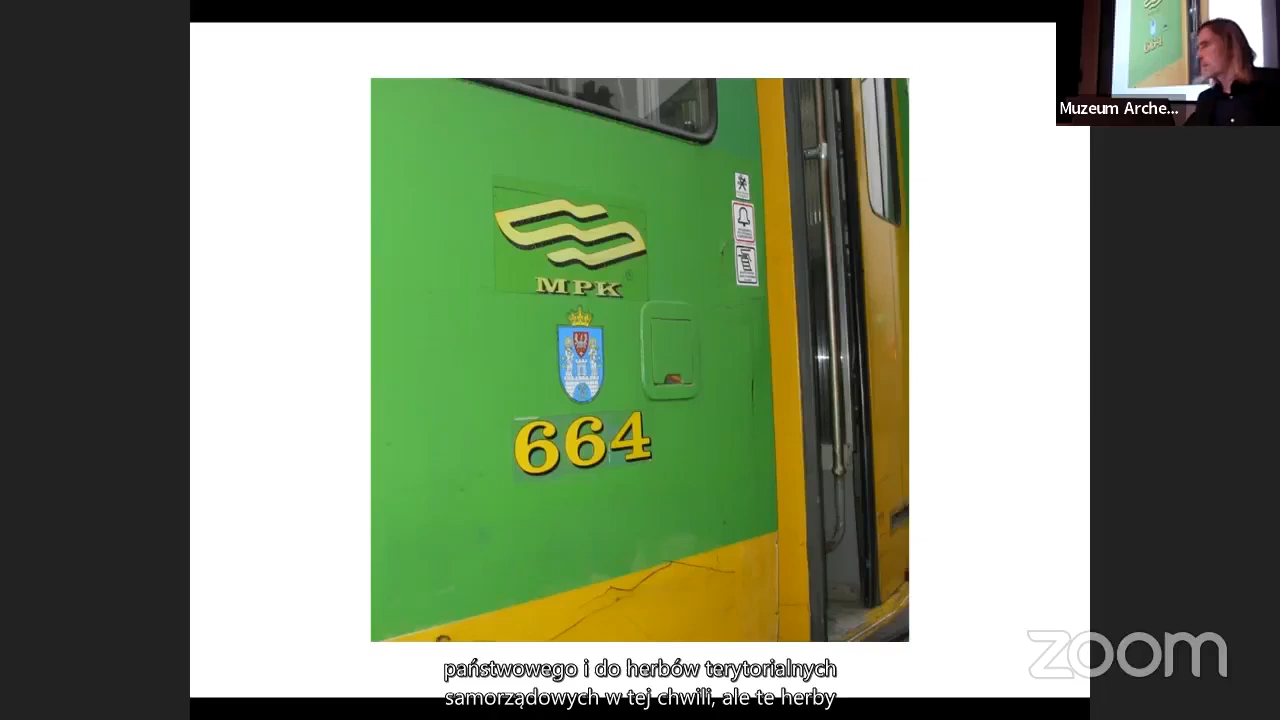 Muzeum Arche...
MPK
664
państwowego i do herbów terytorialnych
samorządowych w tej chwili, ale te herby
zoom